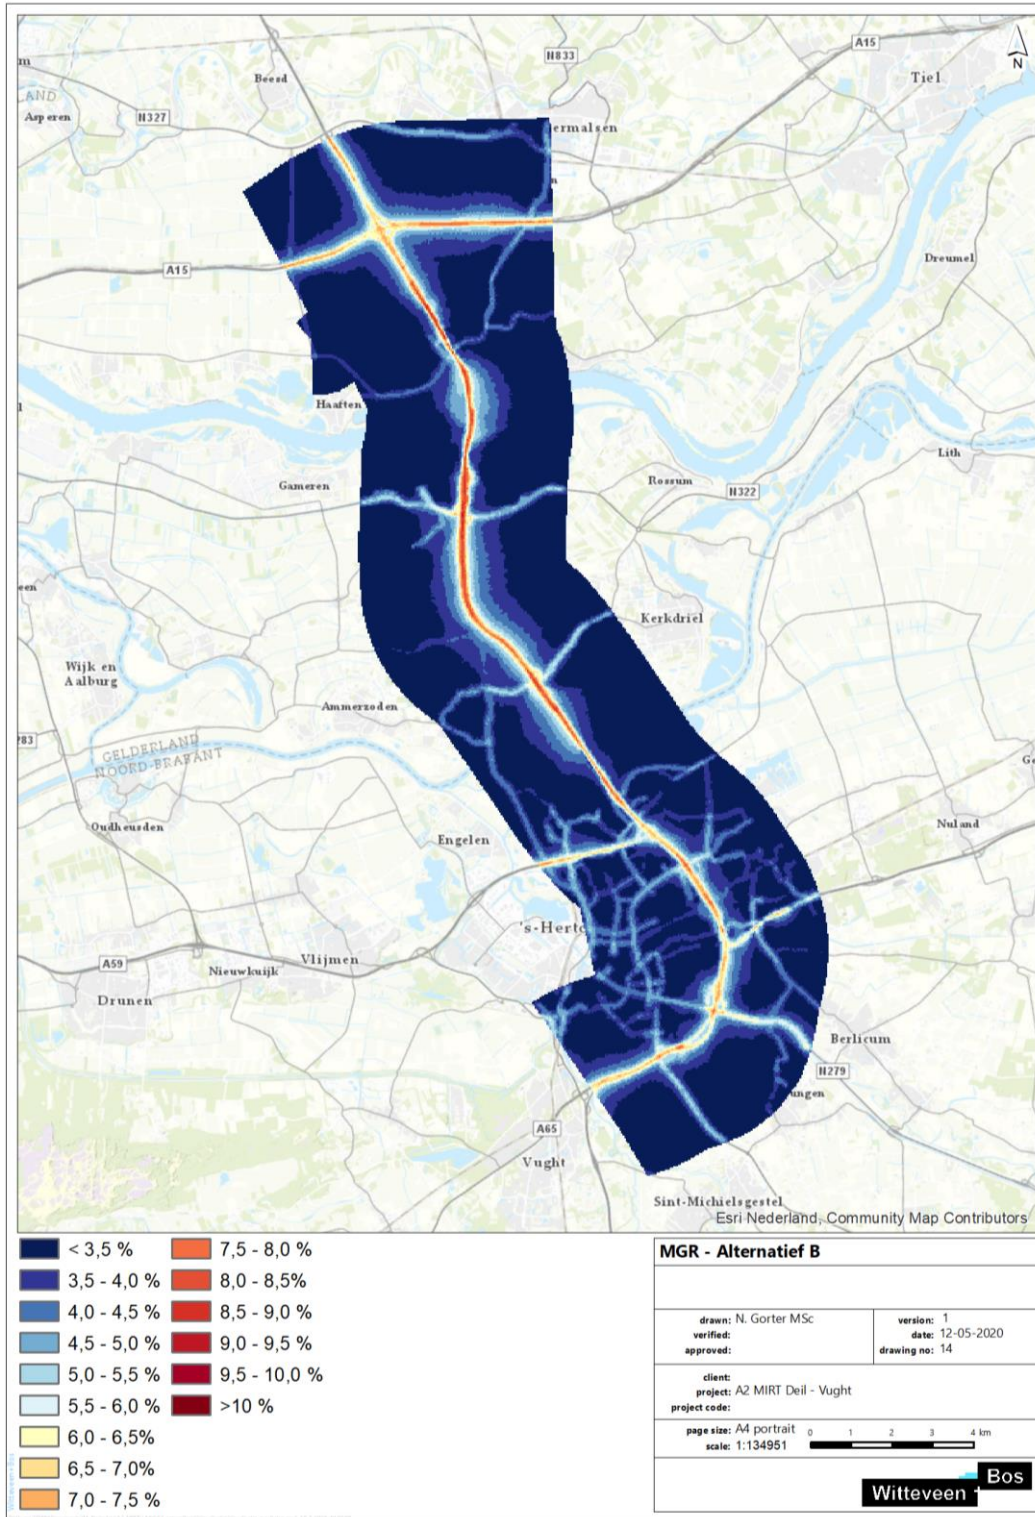 A15
N833
Tiel
N
Beesd
LAND
Asperen
N327
ermalsen
Dreumel
A15
Haaften
Lith
Gameren
Rossum
N322
een
Kerkdriel
Wijk en
Aalburg
Ammerzoden
GELDERLAND
NOORD-BRABANT
Oudheusden
Engelen
Nuland
's-Herto
Vlijmen
A59
Nieuwkuijk
Drunen
Berlicum
N279
ungen
A65
Vught
Sint-Michielsgestel
Esri Nederland, Community Map Contributors
< 3,5 %
3,5 - 4,0 %
4,0 - 4,5 %
4,5 - 5,0 %
5,0 - 5,5 %
5,5 - 6,0 %
6,0 - 6,5%
6,5 - 7,0%
7,0 - 7,5 %
7,5 - 8,0 %
8,0 - 8,5%
8,5 - 9,0 %
9,0 - 9,5 %
9,5 - 10,0 %
>10 %
MGR - Alternatief B
drawn: N. Gorter MSc
verified:
approved:
version: 1
date: 12-05-2020
drawing no: 14
client:
project: A2 MIRT Deil - Vught
project code:
page size: A4 portrait
scale: 1:134951
0 1 2 3 4 km
Witteveen + Bos
Witteveen+Bos